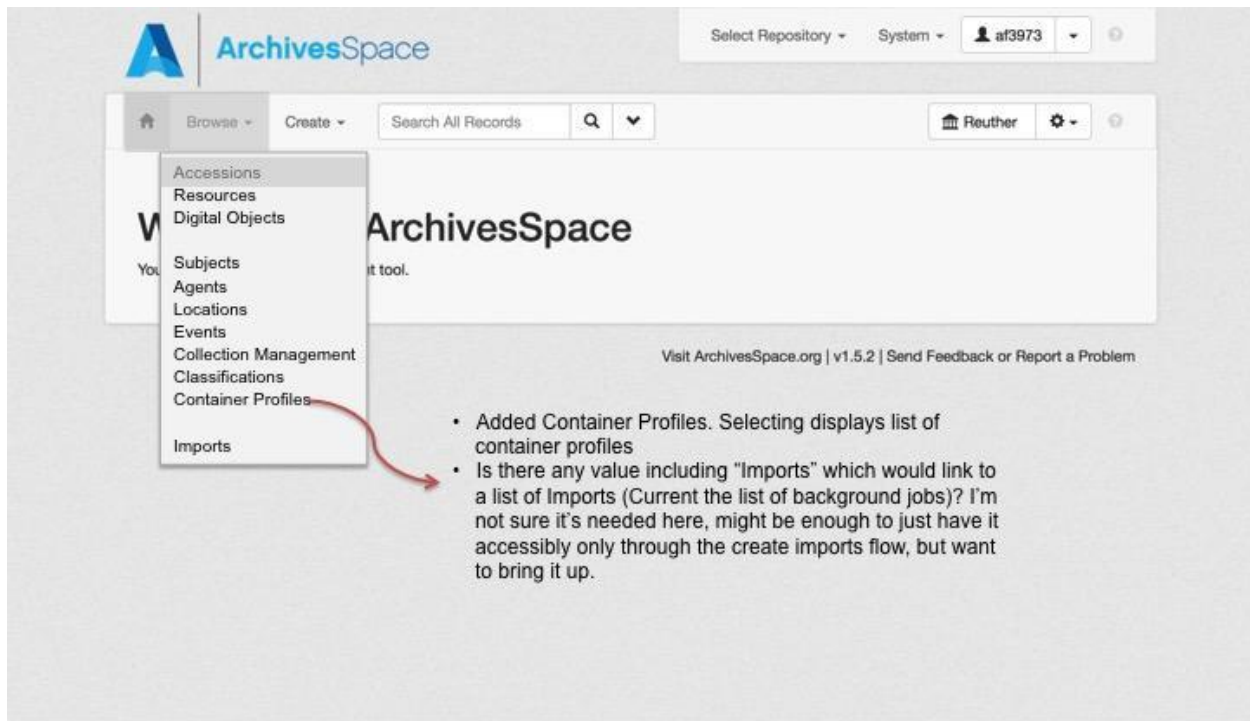 ArchivesSpace
Select Repository System af3973
Browse Create Search All Records Reuther
Accessions
Resources
Digital Objects
Subjects
Agents
Locations
Events
Collection Management
Classifications
Container Profiles
Imports
W ArchivesSpace
You t tool.
Visit ArchivesSpace.org | v1.5.2 | Send Feedback or Report a Problem
• Added Container Profiles. Selecting displays list of
container profiles
• Is there any value including “Imports” which would link to
a list of Imports (Current the list of background jobs)? I’m
not sure it’s needed here, might be enough to just have it
accessibly only through the create imports flow, but want
to bring it up.